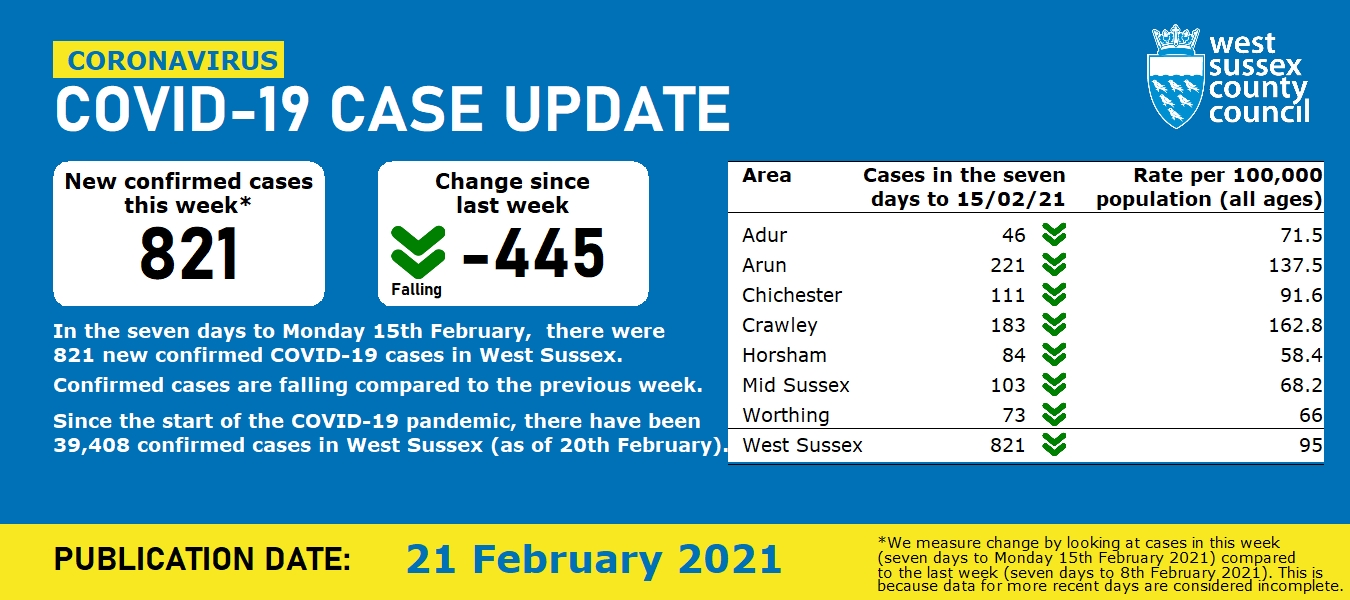 CORONAVIRUS
COVID-19 CASE UPDATE
west
sussex
county
council
New confirmed cases
this week*
821
Change since
last week
-445
Falling
In the seven days to Monday 15th February,  there were
821 new confirmed COVID-19 cases in West Sussex.
Confirmed cases are falling compared to the previous week.
Since the start of the COVID-19 pandemic, there have been
39,408 confirmed cases in West Sussex (as of 20th February).
Area Cases in the seven Rate per 100,000
days to 15/02/21 population (all ages)
Adur 46 71.5
Arun 221 137.5
Chichester 111 91.6
Crawley 183 162.8
Horsham 84 58.4
Mid Sussex 103 68.2
Worthing 73 66
West Sussex 821 95
PUBLICATION DATE: 21 February 2021
*We measure change by looking at cases in this week
(seven days to Monday 15th February 2021) compared
to the last week (seven days to 8th February 2021). This is
because data for more recent days are considered incomplete.